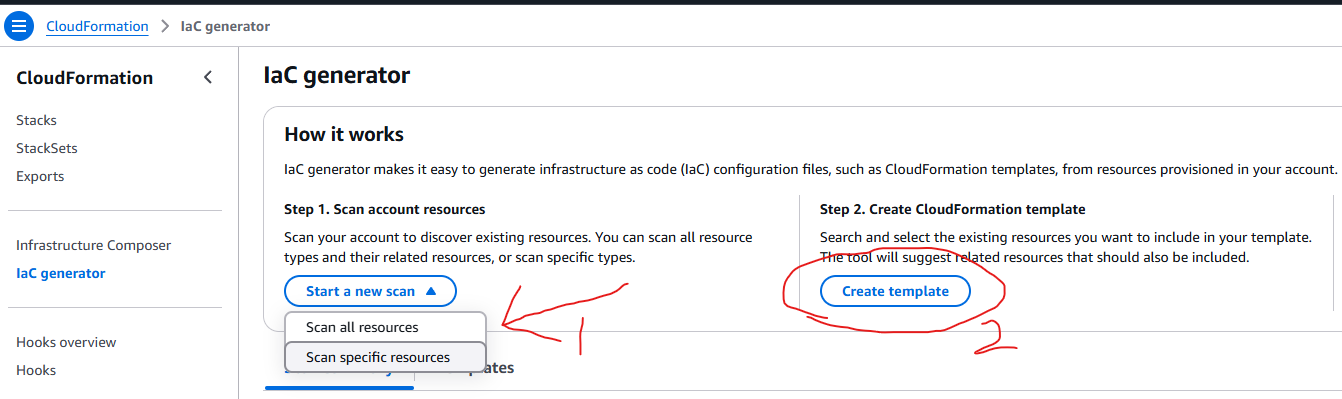 CloudFormation > IaC generator
CloudFormation
Stacks
StackSets
Exports
Infrastructure Composer
IaC generator
Hooks overview
Hooks
IaC generator
How it works
IaC generator makes it easy to generate infrastructure as code (IaC) configuration files, such as CloudFormation templates, from resources provisioned in your account.
Step 1. Scan account resources
Scan your account to discover existing resources. You can scan all resource
types and their related resources, or scan specific types.
Start a new scan
Scan all resources
Scan specific resources
Step 2. Create CloudFormation template
Search and select the existing resources you want to include in your template.
The tool will suggest related resources that should also be included.
Create template
1
2